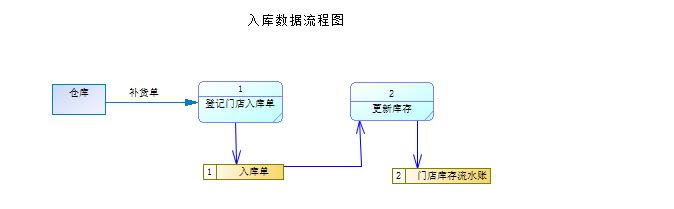 入库数据流程图
仓库
补货单
1
登记门店入库单
2
更新库存
1 入库单
2 门店库存流水账